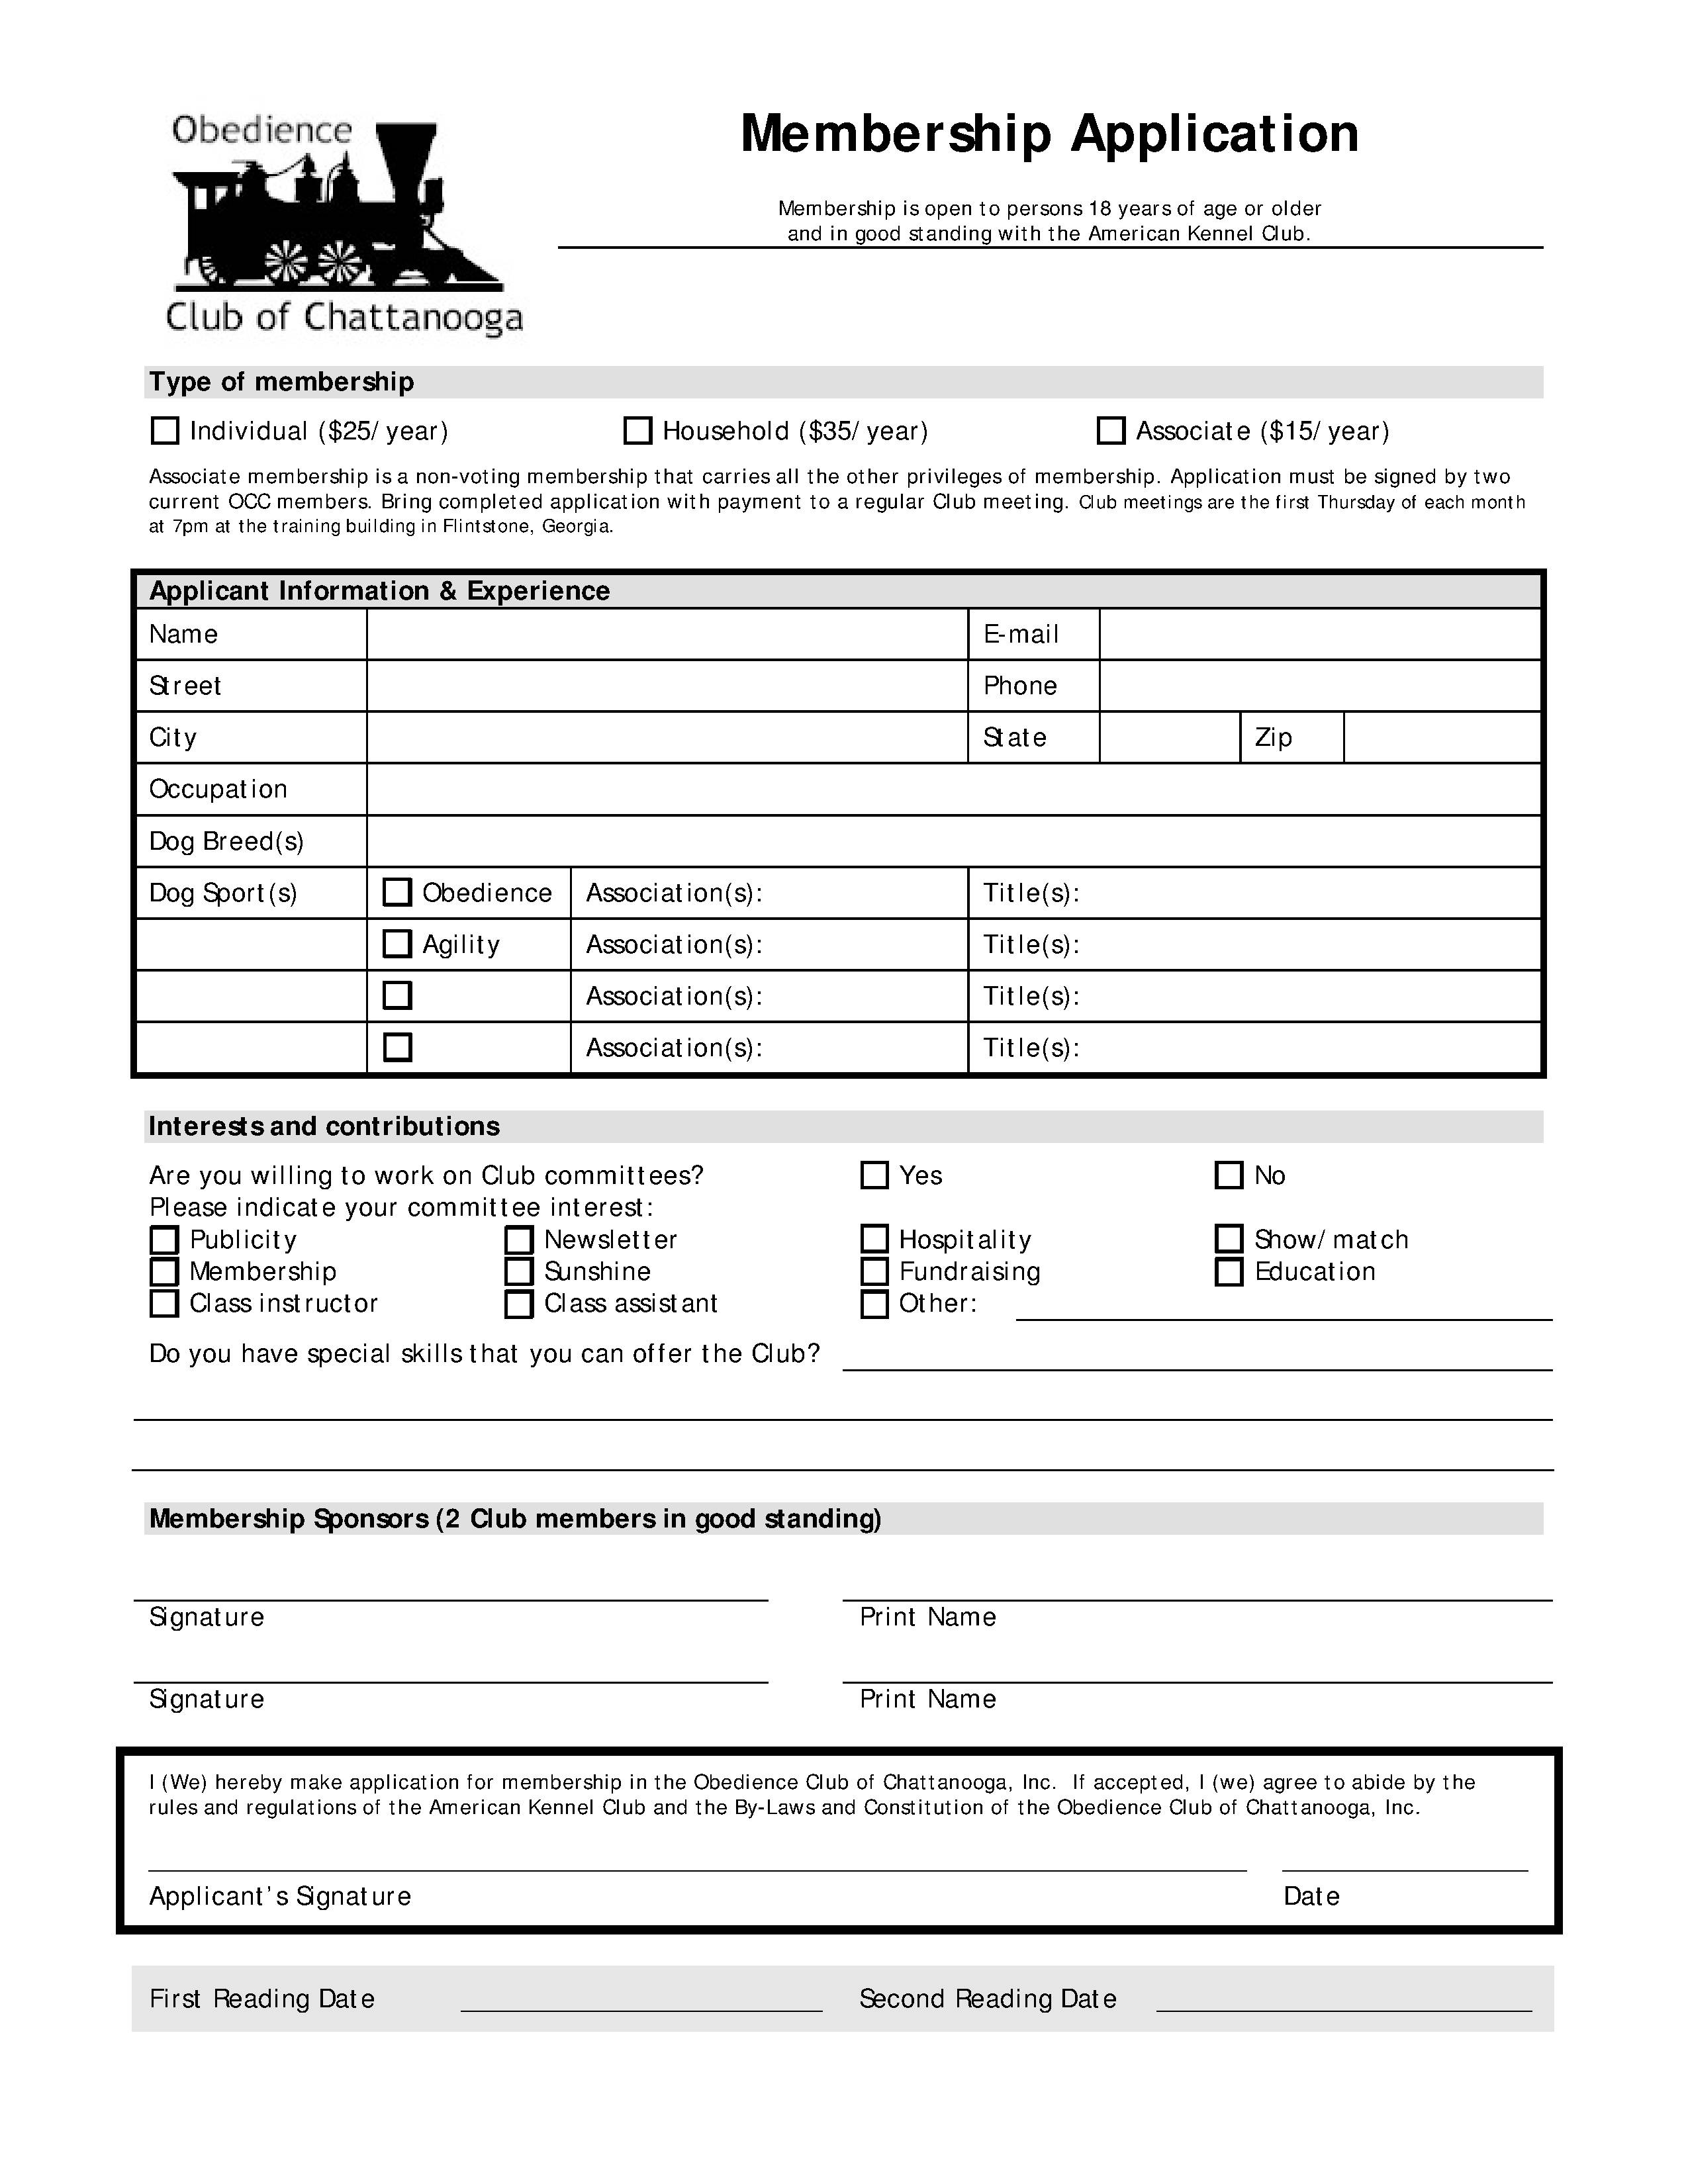 Obedience
Club of Chattanooga
Membership Application
Membership is open to persons 18 years of age or older
and in good standing with the American Kennel Club.
Type of membership
Individual ($25/year) Household ($35/year) Associate ($15/year)
Associate membership is a non-voting membership that carries all the other privileges of membership. Application must be signed by two
current OCC members. Bring completed application with payment to a regular Club meeting. Club meetings are the first Thursday of each month
at 7pm at the training building in Flintstone, Georgia.
Applicant Information & Experience
Name E-mail
Street Phone
City State Zip
Occupation
Dog Breed(s)
Dog Sport(s) Obedience Association(s): Title(s):
Agility Association(s): Title(s):
Association(s): Title(s):
Association(s): Title(s):
Interests and contributions
Are you willing to work on Club committees? Yes No
Please indicate your committee interest:
Publicity Newsletter Hospitality Show/match
Membership Sunshine Fundraising Education
Class instructor Class assistant Other:
Do you have special skills that you can offer the Club?
Membership Sponsors (2 Club members in good standing)
Signature Print Name
Signature Print Name
I (We) hereby make application for membership in the Obedience Club of Chattanooga, Inc. If accepted, I (we) agree to abide by the
rules and regulations of the American Kennel Club and the By-Laws and Constitution of the Obedience Club of Chattanooga, Inc.
Applicant's Signature Date
First Reading Date Second Reading Date